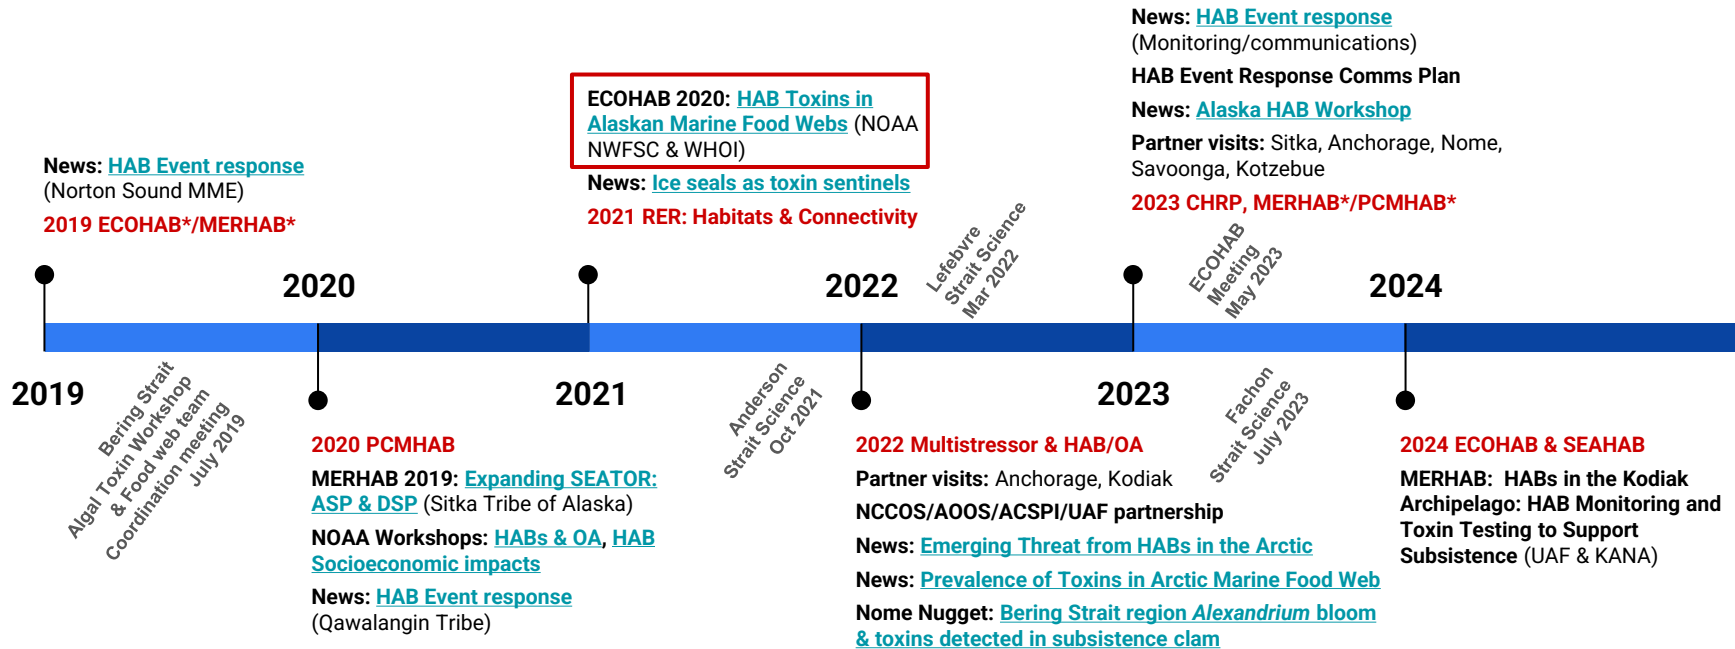 News: HAB Event response
(Norton Sound MME)
2019 ECOHAB*/MERHAB*
2019
Bering Strait
Algal Toxin Workshop
& Food web team
Coordination meeting
July 2019
2020
2020 PCMHAB
MERHAB 2019: Expanding SEATOR:
ASP & DSP (Sitka Tribe of Alaska)
NOAA Workshops: HABs & OA, HAB
Socioeconomic impacts
News: HAB Event response
(Qawalangin Tribe)
ECOHAB 2020: HAB Toxins in
Alaskan Marine Food Webs (NOAA
NWFSC & WHOI)
News: Ice seals as toxin sentinels
2021 RER: Habitats & Connectivity
2021
Anderson
Strait Science
Oct 2021
2022
Lefebvre
Strait Science
Mar 2022
2022 Multistressor & HAB/OA
Partner visits: Anchorage, Kodiak
NCCOS/AOOS/ACSPI/UAF partnership
News: Emerging Threat from HABs in the Arctic
News: Prevalence of Toxins in Arctic Marine Food Web
Nome Nugget: Bering Strait region Alexandrium bloom
& toxins detected in subsistence clam
News: HAB Event response
(Monitoring/communications)
HAB Event Response Comms Plan
News: Alaska HAB Workshop
Partner visits: Sitka, Anchorage, Nome,
Savoonga, Kotzebue
2023 CHRP, MERHAB*/PCMHAB*
2023
ECOHAB
Meeting
May 2023
Fachon
Strait Science
July 2023
2024
2024 ECOHAB & SEAHAB
MERHAB: HABs in the Kodiak
Archipelago: HAB Monitoring and
Toxin Testing to Support
Subsistence (UAF & KANA)